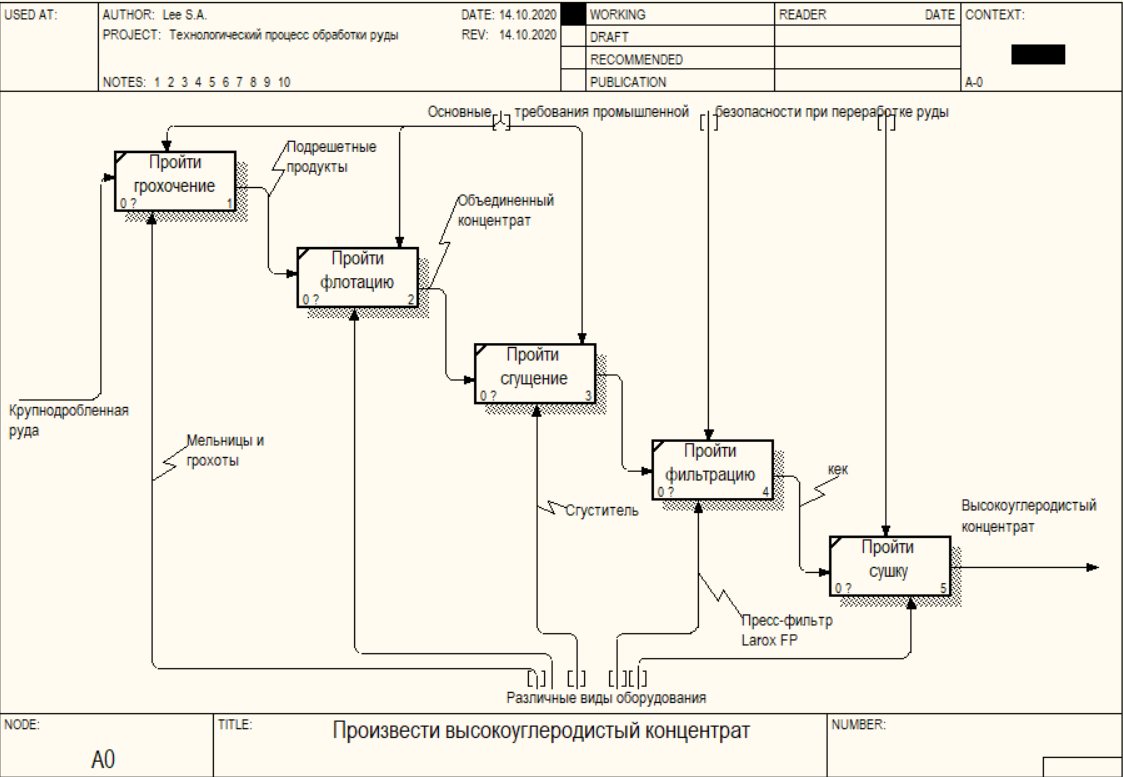 USED AT:
AUTHOR: Lee S.A.
DATE: 14.10.2020
PROJECT: Технологический процесс обработки руды
REV: 14.10.2020
NOTES: 1 2 3 4 5 6 7 8 9 10
WORKING
DRAFT
RECOMMENDED
PUBLICATION
READER
DATE
CONTEXT:
A-0
Основные требования промышленной безопасности при переработке руды
Пройти
грохочение
0 ?
1
Подрешетные
продукты
Объединенный
концентрат
Пройти
флотацию
0 ?
2
Пройти
сгущение
0 ?
3
Крупнодробленная
руда
Мельницы и
грохоты
Пройти
фильтрацию
0 ?
4
кек
Сгуститель
Высокоуглеродистый
концентрат
Пройти
сушку
0 ?
5
Пресс-фильтр
Larox FP
Различные виды оборудования
NODE:
A0
TITLE:
Произвести высокоуглеродистый концентрат
NUMBER: